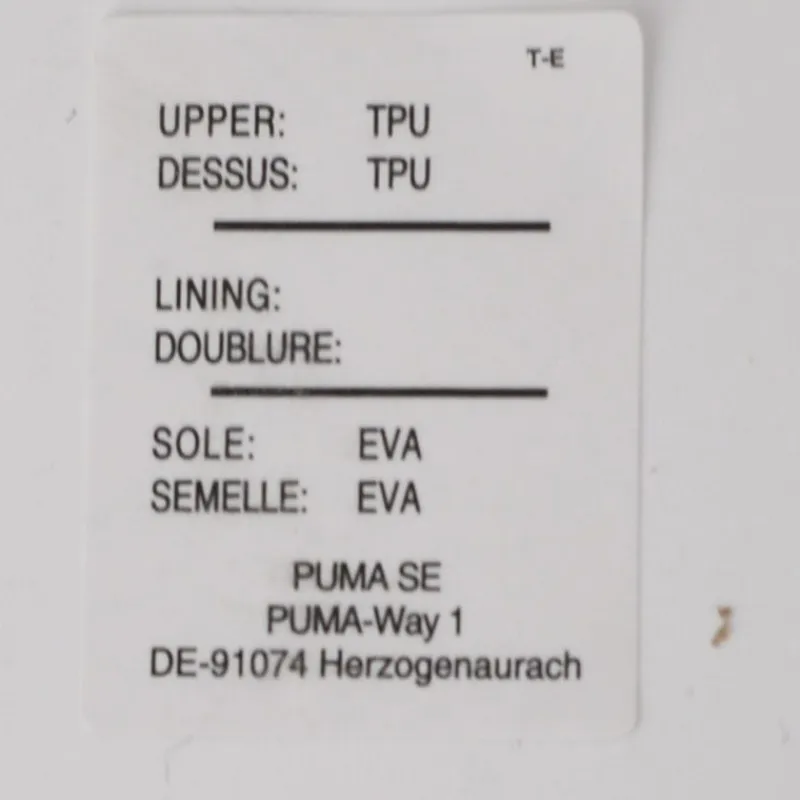 T-E
UPPER: TPU
DESSUS: TPU
LINING:
DOUBLURE:
SOLE: EVA
SEMELLE: EVA
PUMA SE
PUMA-Way 1
DE-91074 Herzogenaurach